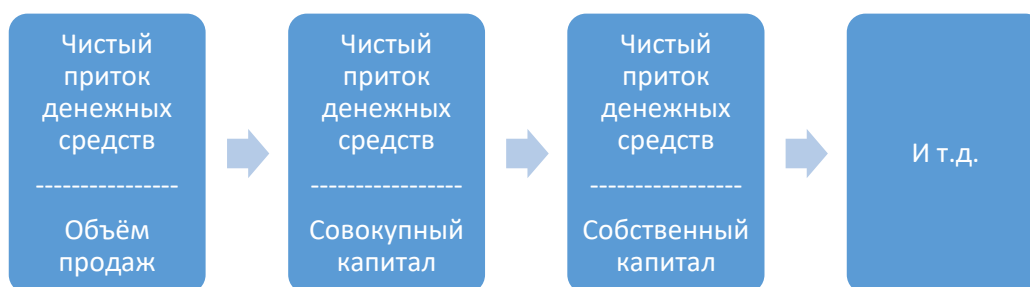 Чистый
приток
денежных
средств
----------------
Объём
продаж
Чистый
приток
денежных
средств
-----------------
Совокупный
капитал
Чистый
приток
денежных
средств
-----------------
Собственный
капитал
И т.д.